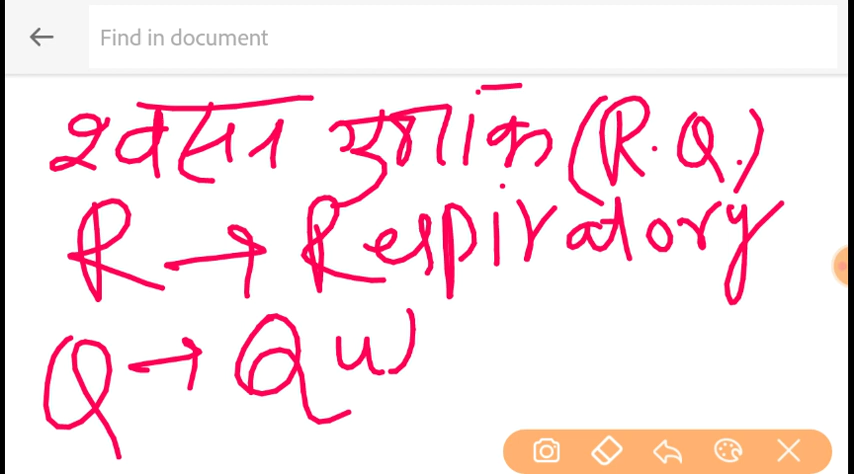 Find in document
श्वसन गुणांक (R.Q.)
R → Respiratory
Q → Qu